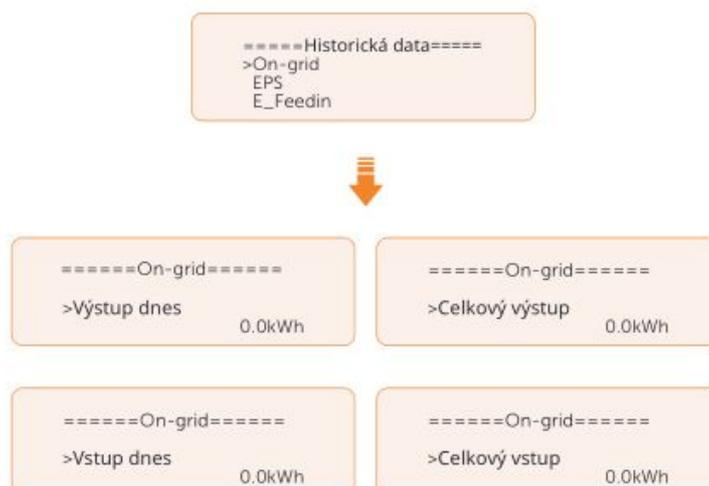 =====Historická data=====
>On-grid
EPS
E_Feedin
======On-grid======
>Výstup dnes
0.0kWh
======On-grid======
>Celkový výstup
0.0kWh
======On-grid======
>Vstup dnes
0.0kWh
======On-grid======
>Celkový vstup
0.0kWh